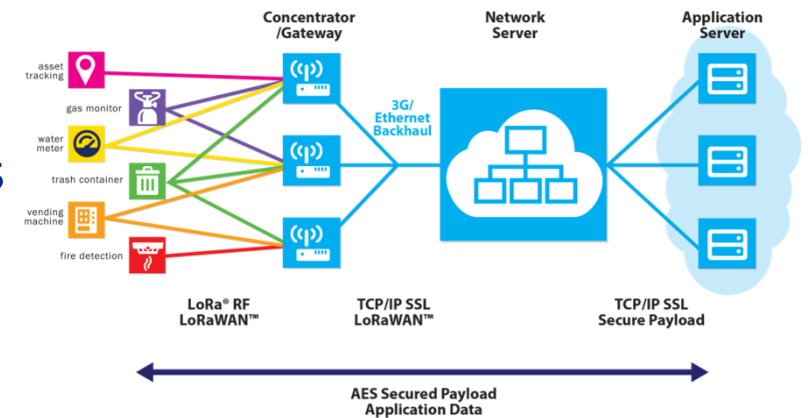 Concentrator
/Gateway
Network
Server
Application
Server
asset
tracking
gas monitor
water
meter
trash container
vending
machine
fire detection
3G/
Ethernet
Backhaul
LoRa® RF
LoRaWAN™
TCP/IP SSL
LoRaWAN™
TCP/IP SSL
Secure Payload
AES Secured Payload
Application Data
s